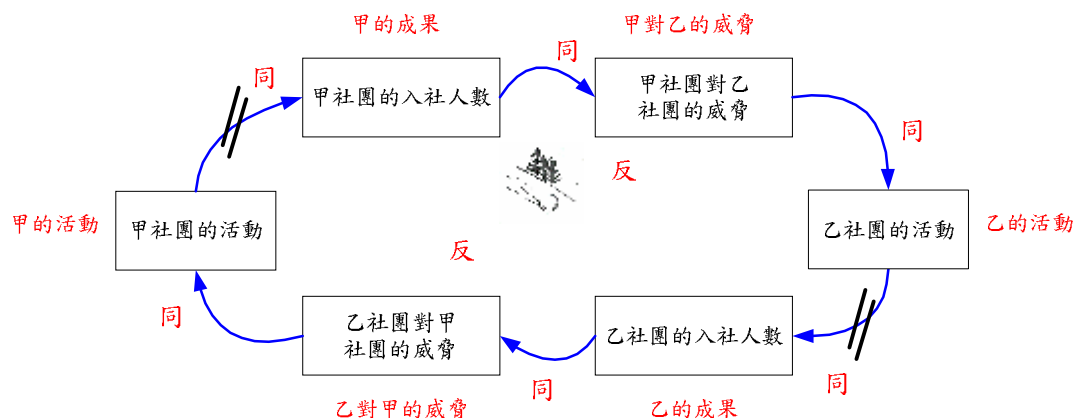 甲的成果
甲對乙的威脅
同
同
甲社團的入社人數
甲社團對乙
社團的威脅
同
反
甲的活動
甲社團的活動
乙社團的活動
乙的活動
反
同
乙社團對甲
社團的威脅
乙社團的入社人數
同
同
乙對甲的威脅
乙的成果